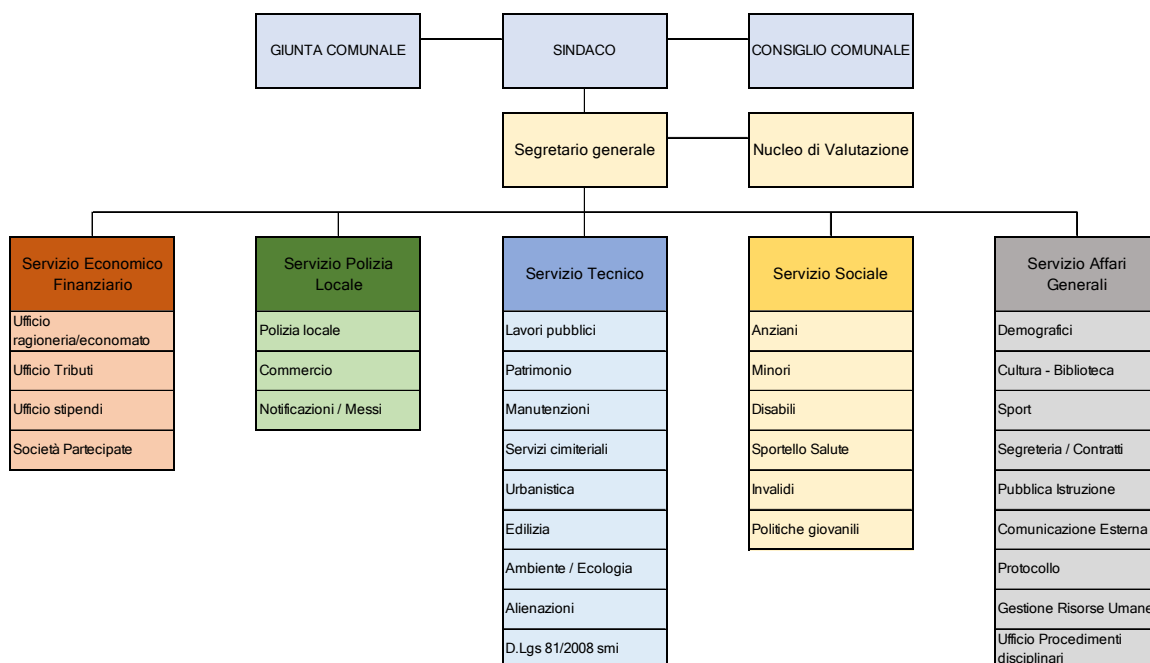 GIUNTA COMUNALE
SINDACO
CONSIGLIO COMUNALE
Segretario generale
Nucleo di Valutazione
Servizio Economico
Finanziario
Ufficio
ragioneria/economato
Ufficio Tributi
Ufficio stipendi
Società Partecipate
Servizio Polizia
Locale
Polizia locale
Commercio
Notificazioni / Messi
Servizio Tecnico
Lavori pubblici
Patrimonio
Manutenzioni
Servizi cimiteriali
Urbanistica
Edilizia
Ambiente / Ecologia
Alienazioni
D.Lgs 81/2008 smi
Servizio Sociale
Anziani
Minori
Disabili
Sportello Salute
Invalidi
Politiche giovanili
Servizio Affari
Generali
Demografici
Cultura - Biblioteca
Sport
Segreteria / Contratti
Pubblica Istruzione
Comunicazione Esterna
Protocollo
Gestione Risorse Umane
Ufficio Procedimenti
disciplinari